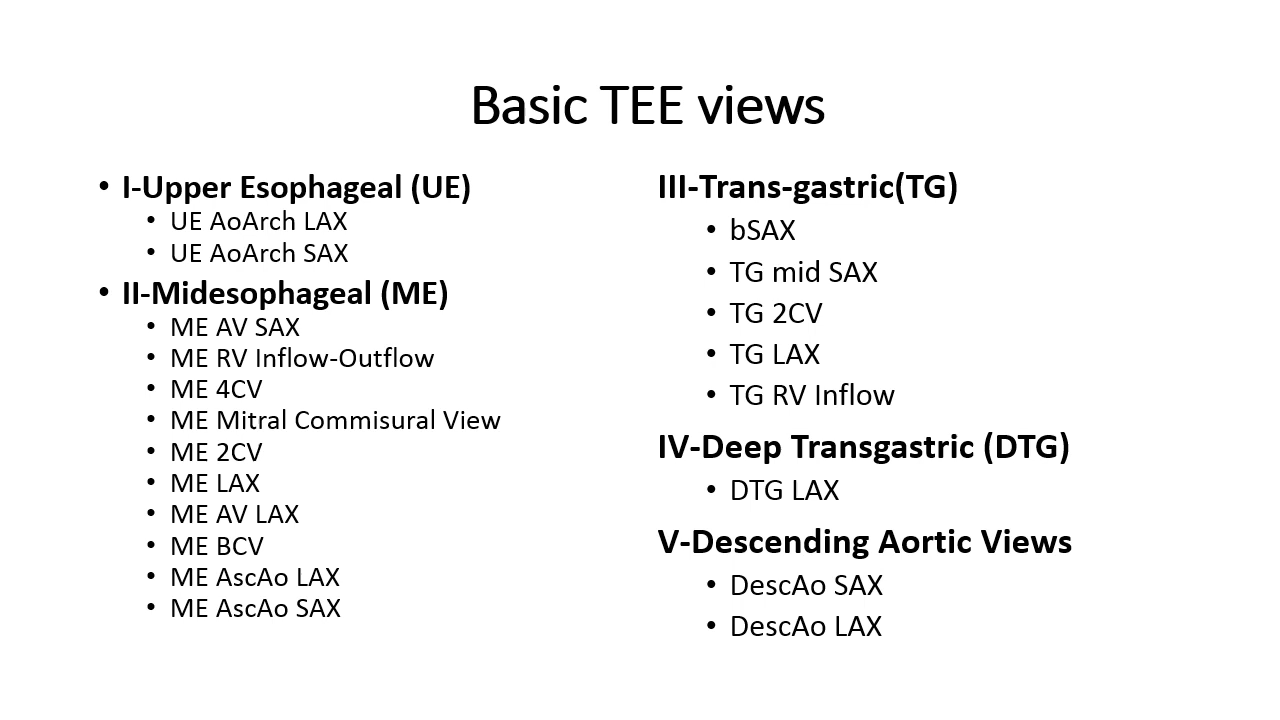 Basic TEE views
• I-Upper Esophageal (UE)
• UE AoArch LAX
• UE AoArch SAX
• II-Midesophageal (ME)
• ME AV SAX
• ME RV Inflow-Outflow
• ME 4CV
• ME Mitral Commisural View
• ME 2CV
• ME LAX
• ME AV LAX
• ME BCV
• ME AscAo LAX
• ME AscAo SAX
III-Trans-gastric(TG)
• bSAX
• TG mid SAX
• TG 2CV
• TG LAX
• TG RV Inflow
IV-Deep Transgastric (DTG)
• DTG LAX
V-Descending Aortic Views
• DescAo SAX
• DescAo LAX